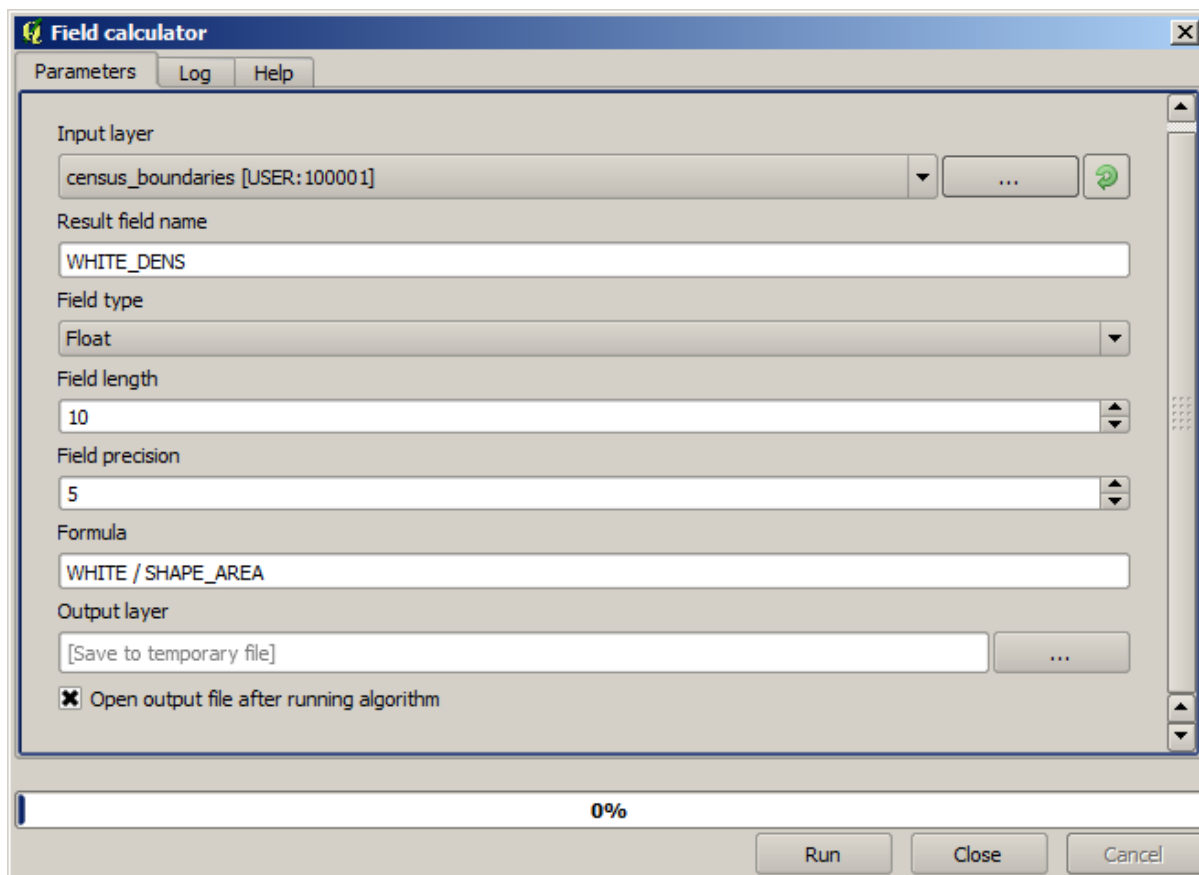 Field calculator
Parameters Log Help
Input layer
census_boundaries [USER:100001] ...
Result field name
WHITE_DENS
Field type
Float
Field length
10
Field precision
5
Formula
WHITE / SHAPE_AREA
Output layer
[Save to temporary file] ...
Open output file after running algorithm
0%
Run Close Cancel